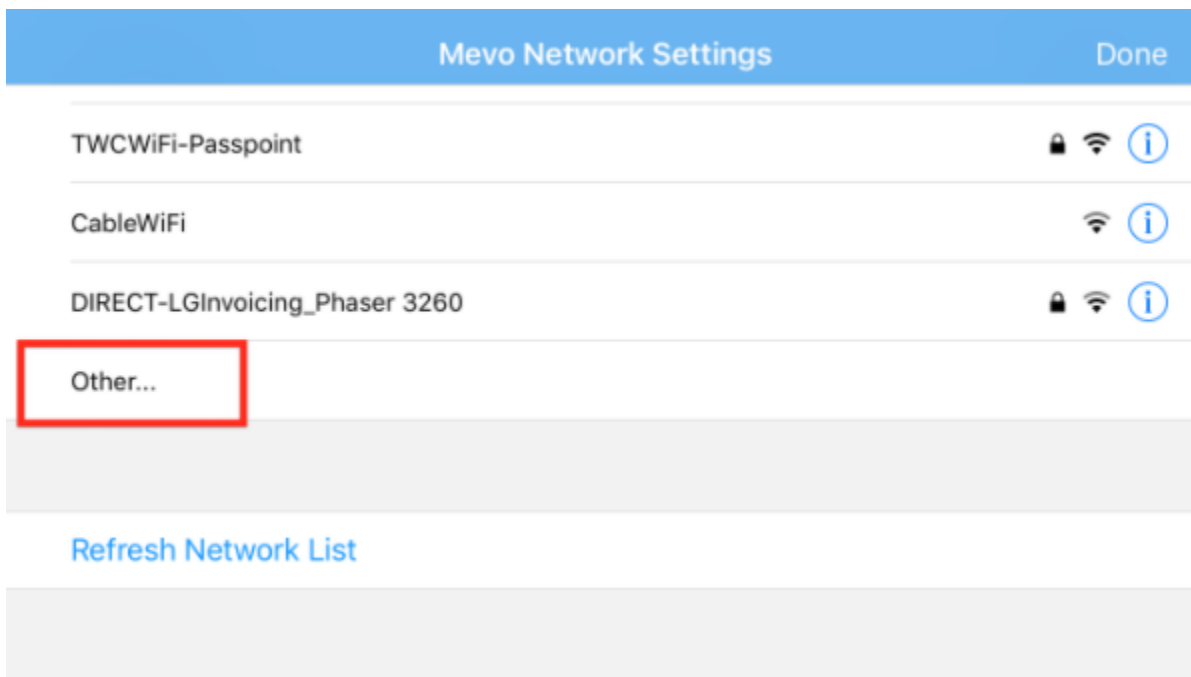 Mevo Network Settings
Done
TWCWiFi-Passpoint
CableWiFi
DIRECT-LGInvoicing_Phaser 3260
Other...
Refresh Network List